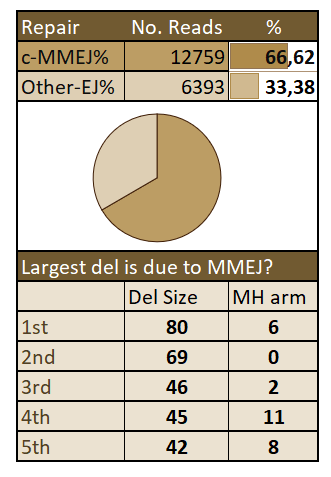 Repair No. Reads %
c-MMEJ% 12759 66,62
Other-EJ% 6393 33,38
Largest del is due to MMEJ?
Del Size MH arm
1st 80 6
2nd 69 0
3rd 46 2
4th 45 11
5th 42 8